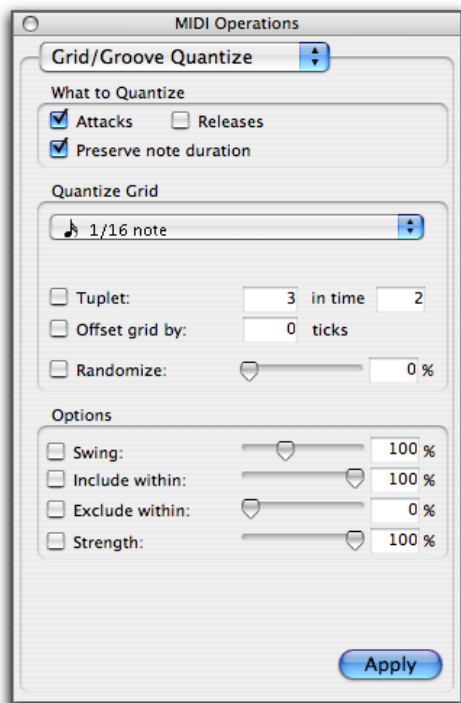 MIDI Operations
Grid/Groove Quantize
What to Quantize
Attacks Releases
Preserve note duration
Quantize Grid
1/16 note
Tuplet: 3 in time 2
Offset grid by: 0 ticks
Randomize: 0 %
Options
Swing: 100 %
Include within: 100 %
Exclude within: 0 %
Strength: 100 %
Apply